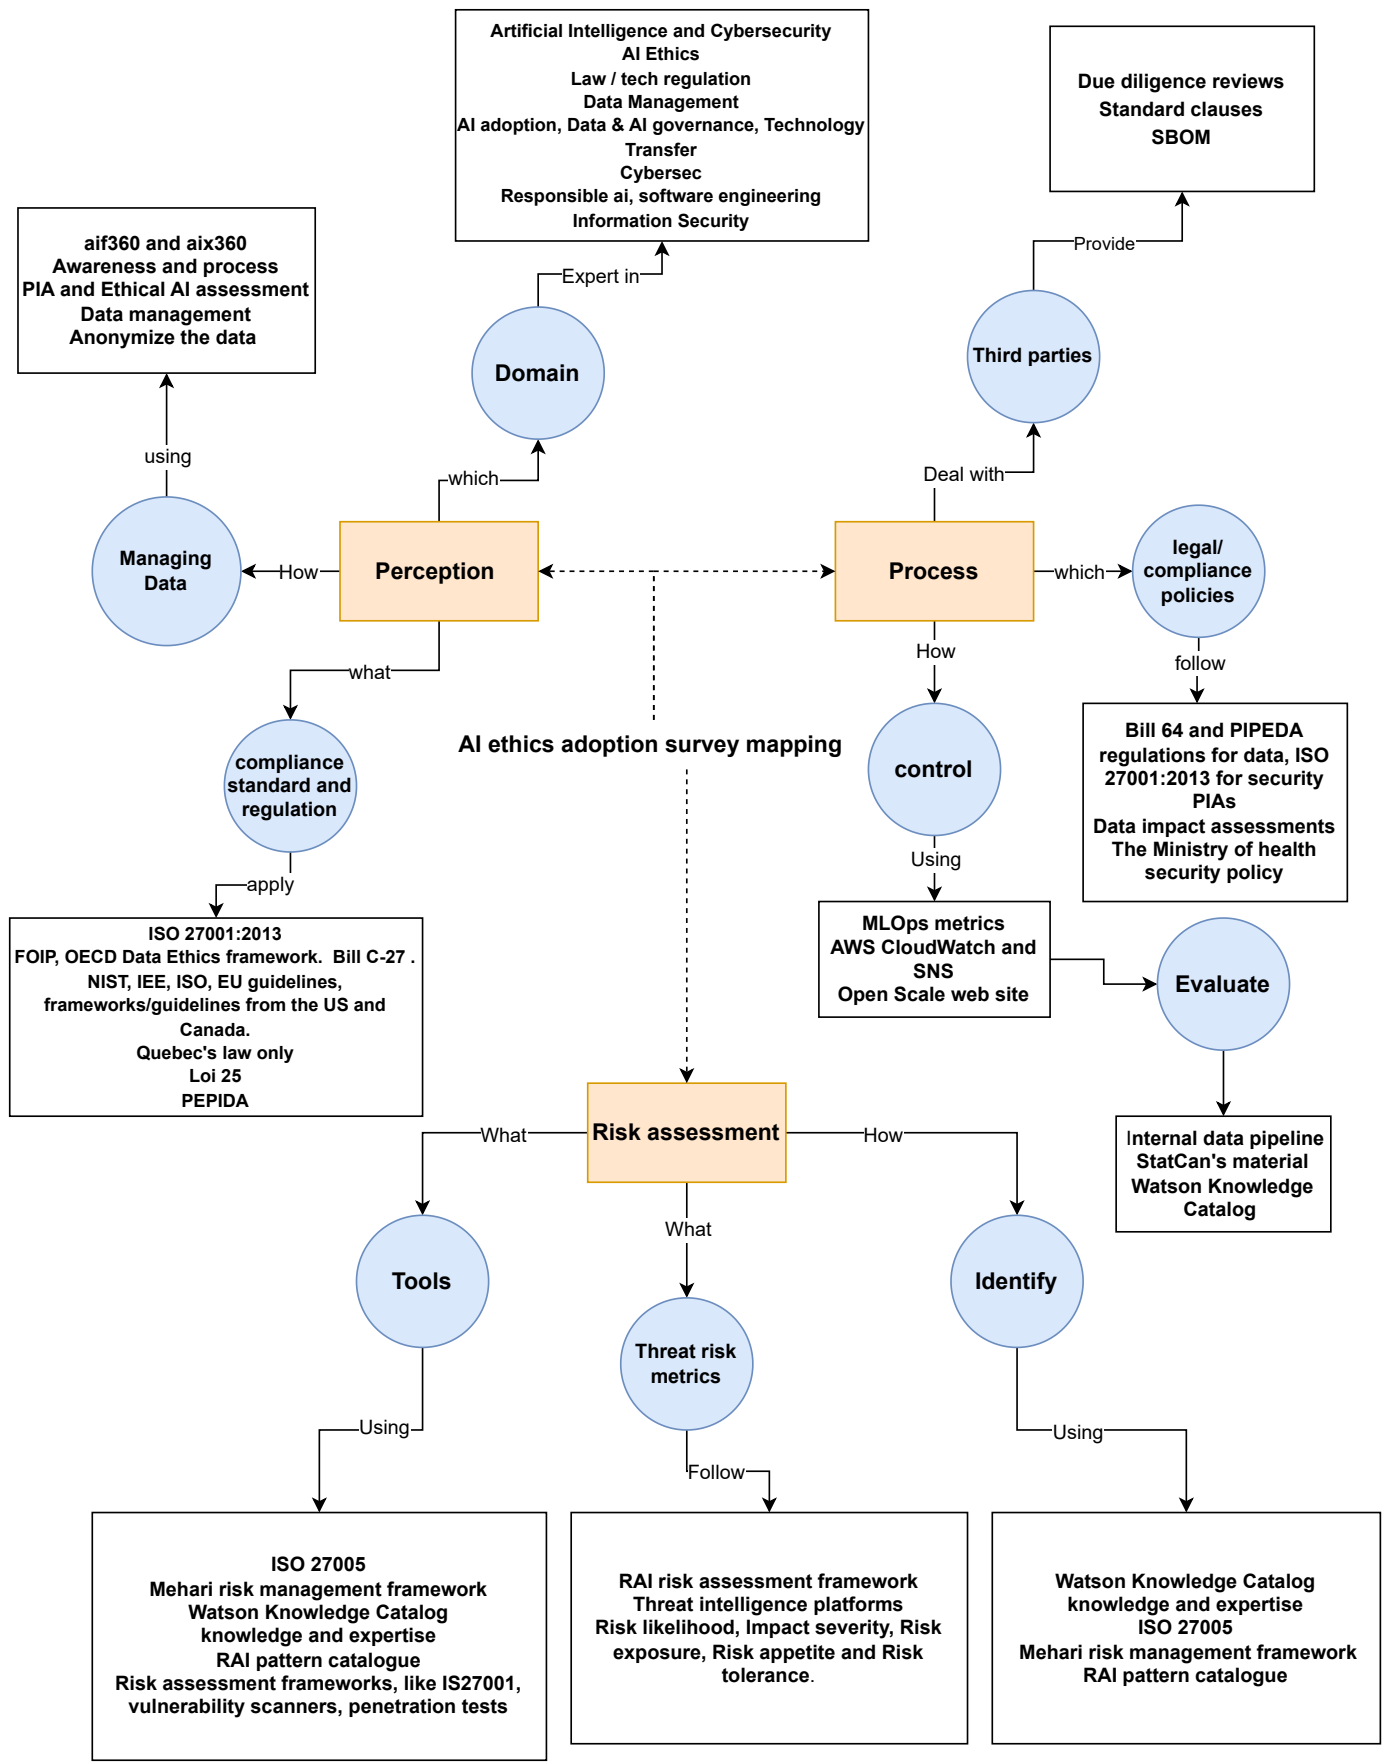 Artificial Intelligence and Cybersecurity
AI Ethics
Law / tech regulation
Data Management
AI adoption, Data & AI governance, Technology
Transfer
Cybersec
Responsible ai, software engineering
Information Security
Due diligence reviews
Standard clauses
SBOM
aif360 and aix360
Awareness and process
PIA and Ethical AI assessment
Data management
Anonymize the data
Expert in
Provide
Domain
Third parties
using
which
Deal with
Managing
Data
How
Perception
Process
which
legal/
compliance
policies
what
How
follow
compliance
standard and
regulation
AI ethics adoption survey mapping
control
Bill 64 and PIPEDA
regulations for data, ISO
27001:2013 for security
PIAs
Data impact assessments
The Ministry of health
security policy
apply
Using
ISO 27001:2013
FOIP, OECD Data Ethics framework.  Bill C-27 .
NIST, IEE, ISO, EU guidelines,
frameworks/guidelines from the US and
Canada.
Quebec's law only
Loi 25
PEPIDA
MLOps metrics
AWS CloudWatch and
SNS
Open Scale web site
Evaluate
Internal data pipeline
StatCan's material
Watson Knowledge
Catalog
What
Risk assessment
How
What
Tools
Threat risk
metrics
Identify
Using
Follow
Using
ISO 27005
Mehari risk management framework
Watson Knowledge Catalog
knowledge and expertise
RAI pattern catalogue
Risk assessment frameworks, like IS27001,
vulnerability scanners, penetration tests
RAI risk assessment framework
Threat intelligence platforms
Risk likelihood, Impact severity, Risk
exposure, Risk appetite and Risk
tolerance.
Watson Knowledge Catalog
knowledge and expertise
ISO 27005
Mehari risk management framework
RAI pattern catalogue